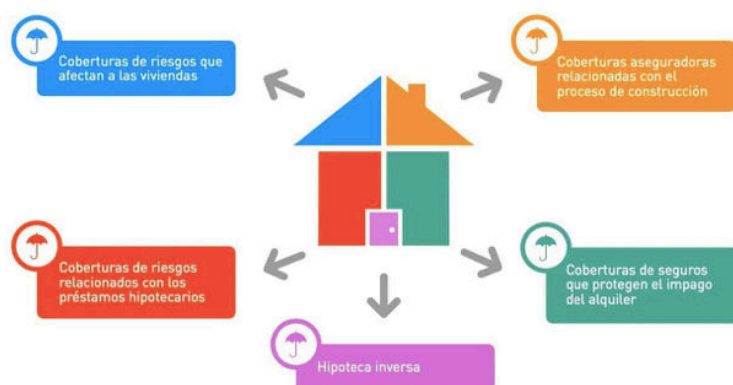 Coberturas de riesgos que
afectan a las viviendas
Coberturas aseguradoras
relacionadas con el
proceso de construcción
Coberturas de riesgos
relacionados con los
préstamos hipotecarios
Coberturas de seguros
que protegen el impago
del alquiler
Hipoteca inversa